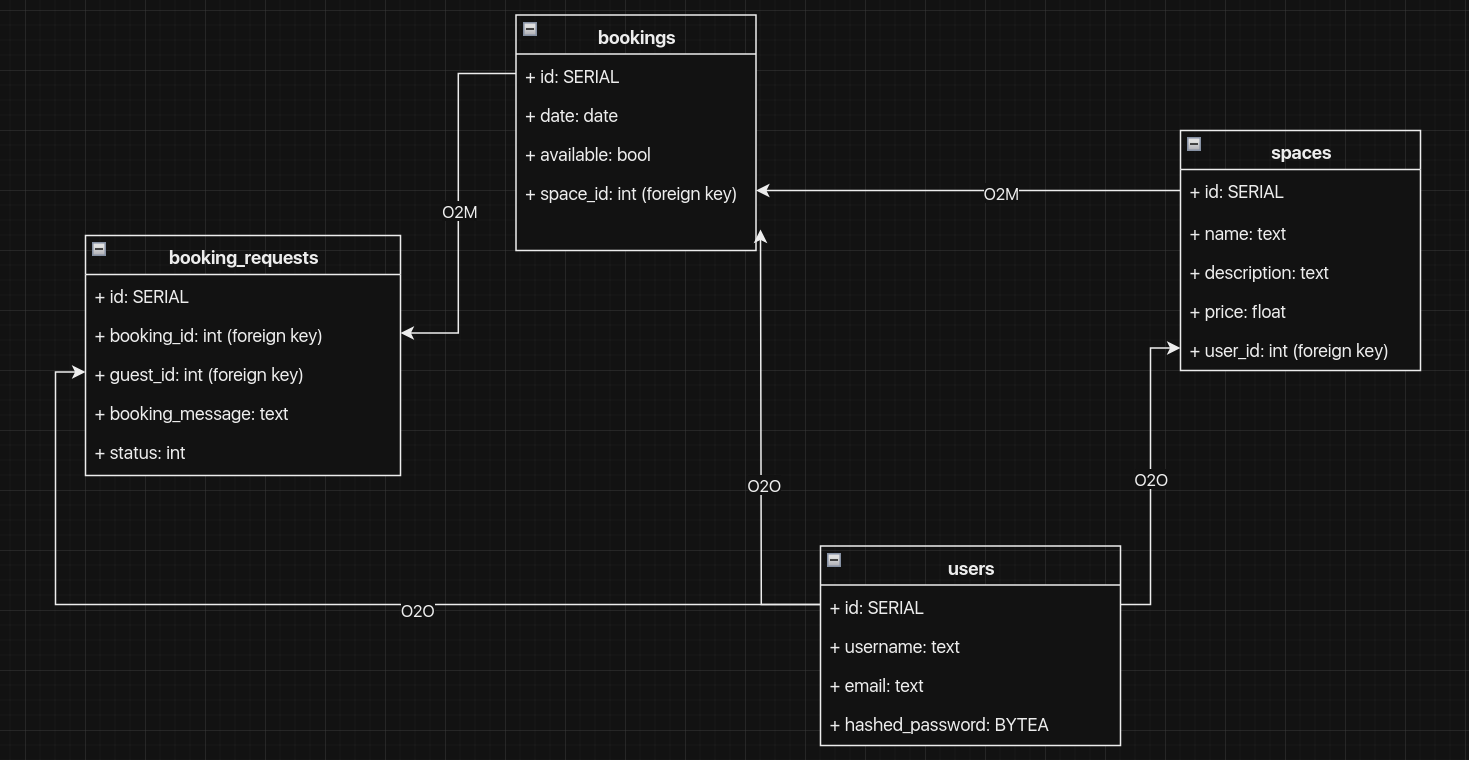 bookings
+ id: SERIAL
+ date: date
+ available: bool
+ space_id: int (foreign key)
spaces
+ id: SERIAL
+ name: text
+ description: text
+ price: float
+ user_id: int (foreign key)
O2M
O2M
booking_requests
+ id: SERIAL
+ booking_id: int (foreign key)
+ guest_id: int (foreign key)
+ booking_message: text
+ status: int
O2O
O2O
O2O
users
+ id: SERIAL
+ username: text
+ email: text
+ hashed_password: BYTEA